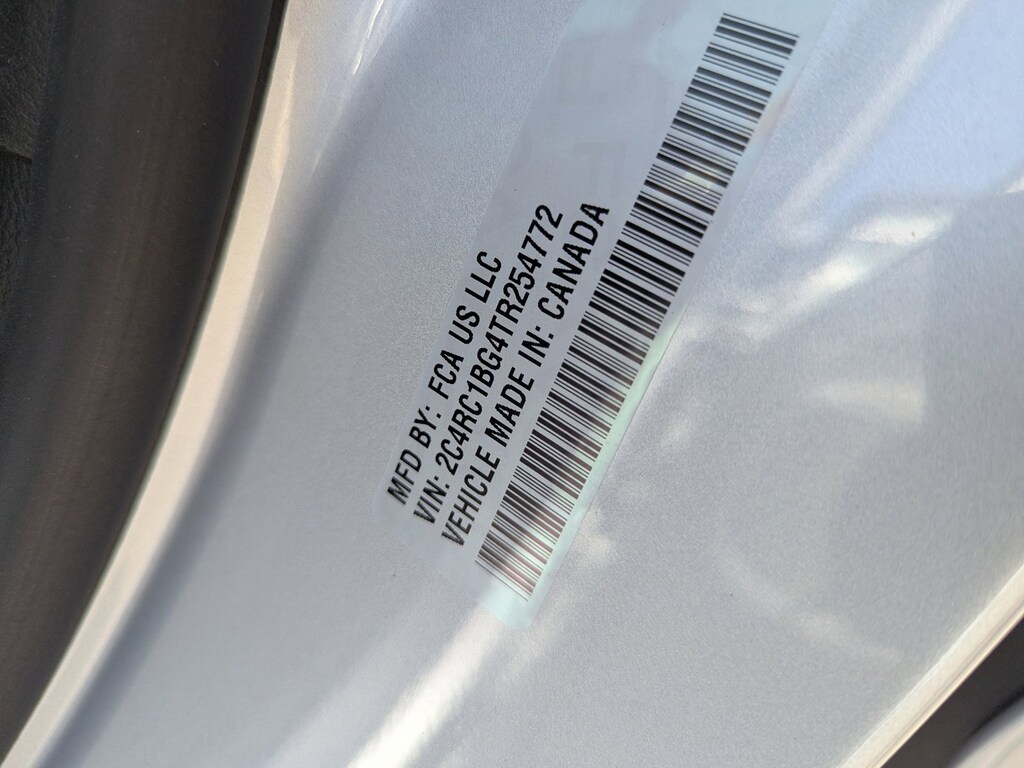 MFD BY: FCA US LLC
VIN: 2C4RC1BG4TR254772
VEHICLE MADE IN: CANADA